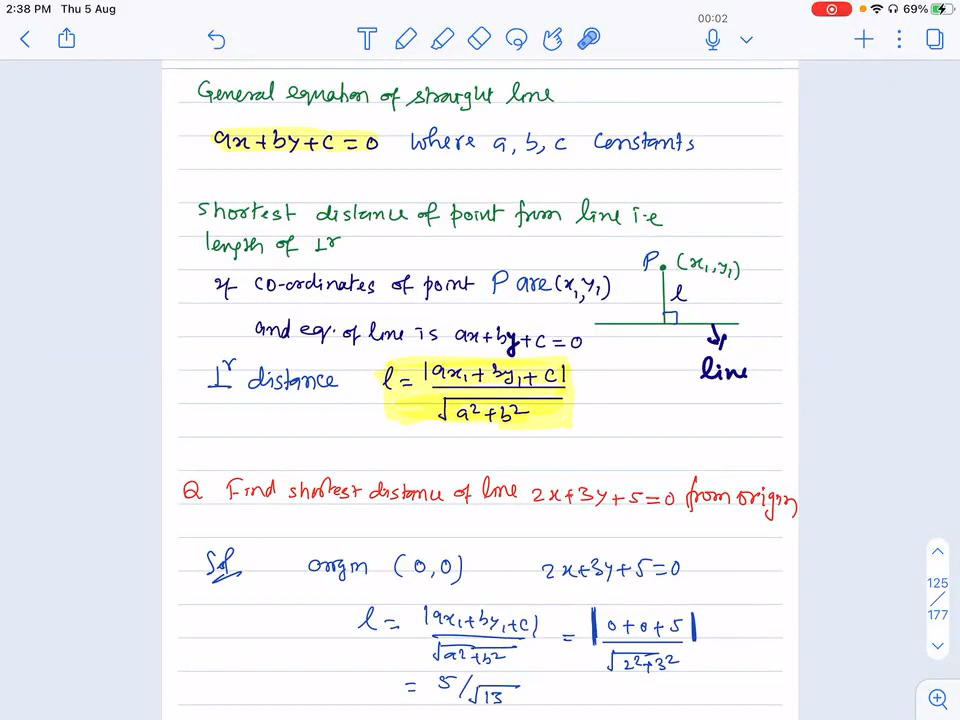 2:38 PM Thu 5 Aug
69%
00:02
T
General equation of straight line
ax+by+c=0 where a, b, c constants
shortest distance of point from line i.e
length of ⊥r
P (x₁,y₁)
if co-ordinates of point P are (x₁,y₁)
l
and eqⁿ. of line is ax+by+c=0
line
⊥r distance l = |ax₁+by₁+c| / √a²+b²
Q Find shortest distance of line 2x+3y+5=0 from origin
Sol origin (0,0) 2x+3y+5=0
l = |ax₁+by₁+c| / √a²+b² = |0+0+5 / √2²+3²|
= 5/√13
125
177